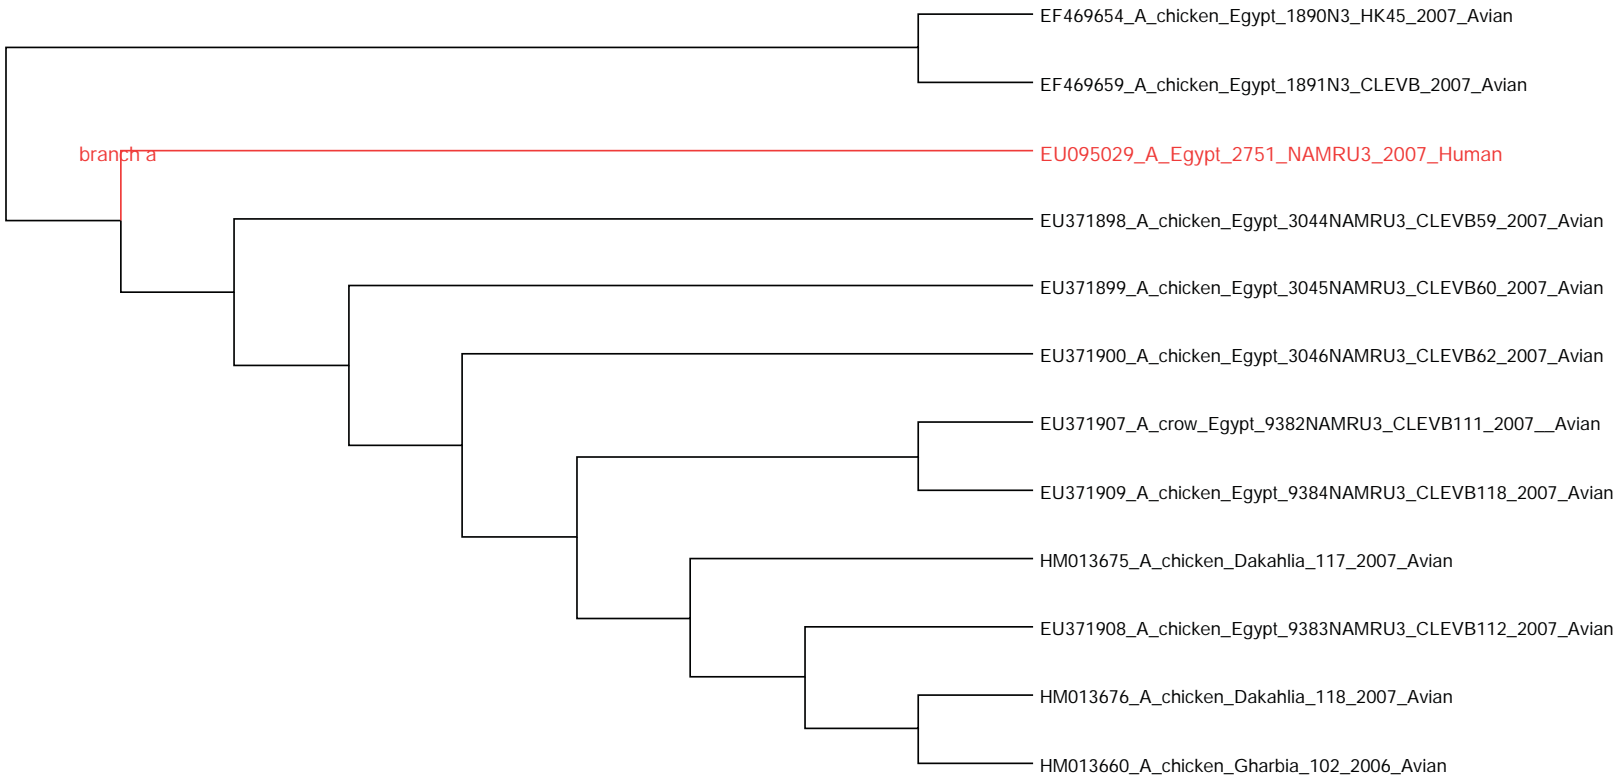 EF469654_A_chicken_Egypt_1890N3_HK45_2007_Avian
EF469659_A_chicken_Egypt_1891N3_CLEVB_2007_Avian
branch a
EU095029_A_Egypt_2751_NAMRU3_2007_Human
EU371898_A_chicken_Egypt_3044NAMRU3_CLEVB59_2007_Avian
EU371899_A_chicken_Egypt_3045NAMRU3_CLEVB60_2007_Avian
EU371900_A_chicken_Egypt_3046NAMRU3_CLEVB62_2007_Avian
EU371907_A_crow_Egypt_9382NAMRU3_CLEVB111_2007__Avian
EU371909_A_chicken_Egypt_9384NAMRU3_CLEVB118_2007_Avian
HM013675_A_chicken_Dakahlia_117_2007_Avian
EU371908_A_chicken_Egypt_9383NAMRU3_CLEVB112_2007_Avian
HM013676_A_chicken_Dakahlia_118_2007_Avian
HM013660_A_chicken_Gharbia_102_2006_Avian